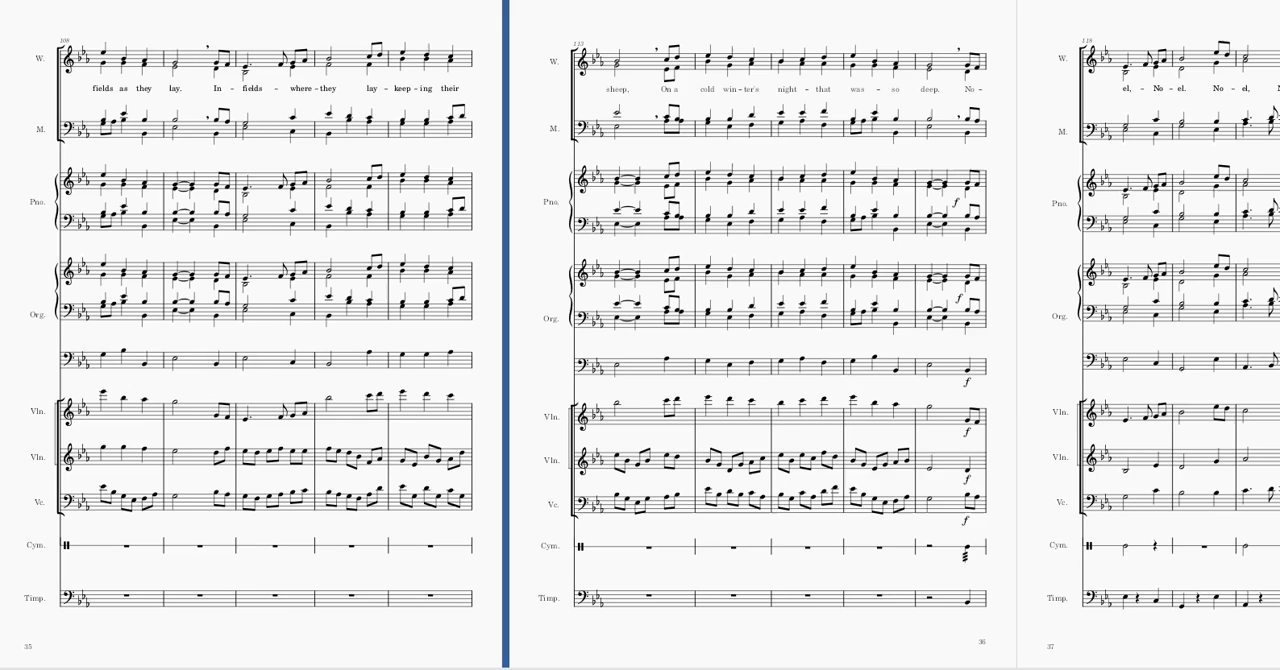 108
W.
fields as they lay. In - fields - where - they lay - keep - ing their
M.
Pno.
Org.
Vln.
Vln.
Vc.
Cym.
Timp.
35
113
W.
sheep, On a cold win - ter's night - that was - so deep. No -
M.
Pno.
f
Org.
f
f
Vln.
f
Vln.
f
Vc.
f
Cym.
Timp.
36
118
W.
el, - No - el. No - el,
M.
Pno.
Org.
Vln.
Vln.
Vc.
Cym.
Timp.
37